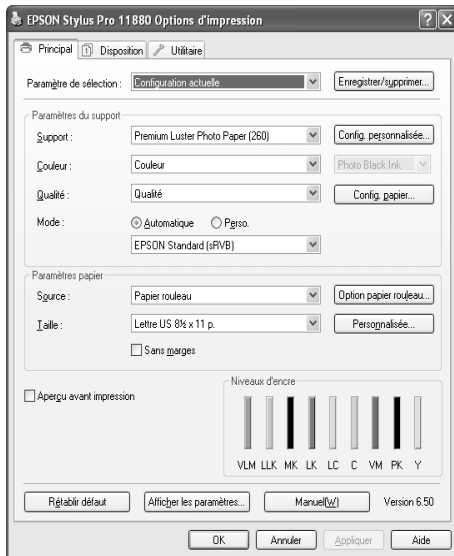 EPSON Stylus Pro 11880 Options d'impression
Principal Disposition Utilitaire
Paramètre de sélection : Configuration actuelle Enregistrer/supprimer...
Paramètres du support
Support : Premium Luster Photo Paper (260) Config. personnalisée...
Couleur : Couleur Photo Black Ink
Qualité : Qualité Config. papier...
Mode : Automatique Perso.
EPSON Standard (sRVB)
Paramètres papier
Source : Papier rouleau Option papier rouleau...
Taille : Lettre US 8½ x 11 p. Personnalisée...
Sans marges
Aperçu avant impression
Niveaux d'encre
VLM LLK MK LK LC C VM PK Y
Rétablir défaut Afficher les paramètres... Manuel(W) Version 6.50
OK Annuler Appliquer Aide